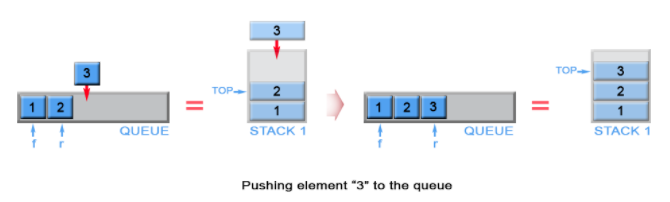 3
1 2
QUEUE
f r
=
3
TOP
2
1
STACK 1
1 2 3
QUEUE
f r
=
TOP
3
2
1
STACK 1
Pushing element “3” to the queue